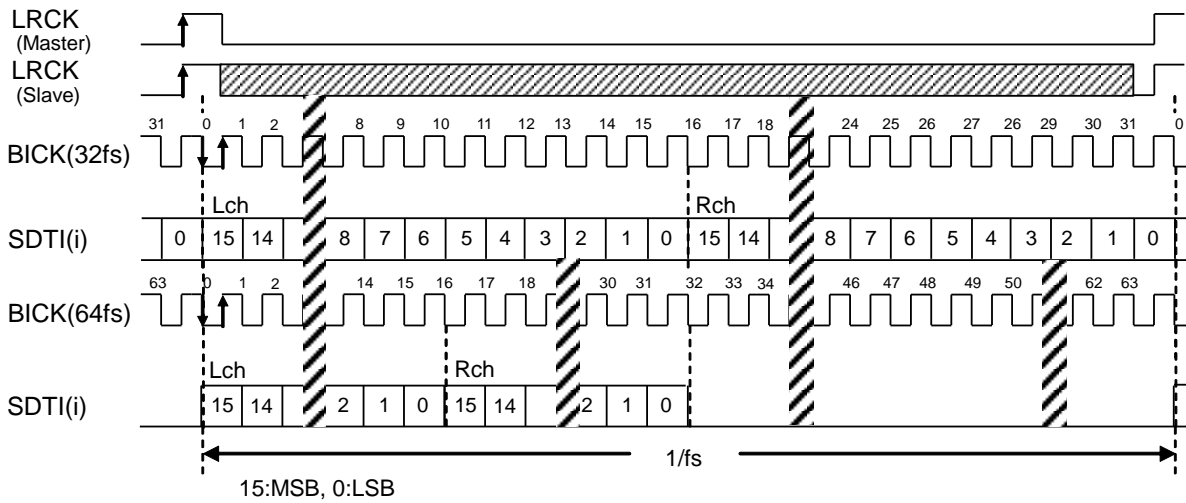 LRCK
(Master)
LRCK
(Slave)
31 0 1 2 8 9 10 11 12 13 14 15 16 17 18 24 25 26 27 26 29 30 31 0
BICK(32fs)
Lch Rch
SDTI(i) 0 15 14 8 7 6 5 4 3 2 1 0 15 14 8 7 6 5 4 3 2 1 0
63 0 1 2 14 15 16 17 18 30 31 32 33 34 46 47 48 49 50 62 63
BICK(64fs)
Lch Rch
SDTI(i) 15 14 2 1 0 15 14 2 1 0
1/fs
15:MSB, 0:LSB